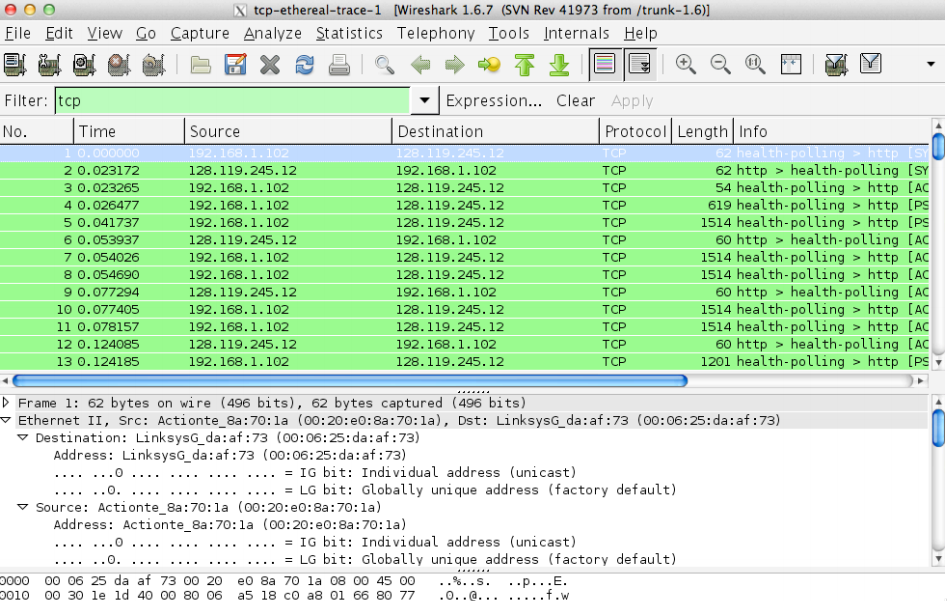 tcp-ethereal-trace-1 [Wireshark 1.6.7 (SVN Rev 41973 from /trunk-1.6)]
File Edit View Go Capture Analyze Statistics Telephony Tools Internals Help
Filter: tcp Expression... Clear Apply
No. Time Source Destination Protocol Length Info
1 0.000000 192.168.1.102 128.119.245.12 TCP 62 health-polling > http [SY
2 0.023172 128.119.245.12 192.168.1.102 TCP 62 http > health-polling [SY
3 0.023265 192.168.1.102 128.119.245.12 TCP 54 health-polling > http [AC
4 0.026477 192.168.1.102 128.119.245.12 TCP 619 health-polling > http [PS
5 0.041737 192.168.1.102 128.119.245.12 TCP 1514 health-polling > http [PS
6 0.053937 128.119.245.12 192.168.1.102 TCP 60 http > health-polling [AC
7 0.054026 192.168.1.102 128.119.245.12 TCP 1514 health-polling > http [AC
8 0.054690 192.168.1.102 128.119.245.12 TCP 1514 health-polling > http [AC
9 0.077294 128.119.245.12 192.168.1.102 TCP 60 http > health-polling [AC
10 0.077405 192.168.1.102 128.119.245.12 TCP 1514 health-polling > http [AC
11 0.078157 192.168.1.102 128.119.245.12 TCP 1514 health-polling > http [AC
12 0.124085 128.119.245.12 192.168.1.102 TCP 60 http > health-polling [AC
13 0.124185 192.168.1.102 128.119.245.12 TCP 1201 health-polling > http [PS
Frame 1: 62 bytes on wire (496 bits), 62 bytes captured (496 bits)
Ethernet II, Src: Actionte_8a:70:1a (00:20:e0:8a:70:1a), Dst: LinksysG_da:af:73 (00:06:25:da:af:73)
Destination: LinksysG_da:af:73 (00:06:25:da:af:73)
Address: LinksysG_da:af:73 (00:06:25:da:af:73)
.... ...0 .... .... .... .... = IG bit: Individual address (unicast)
.... ..0. .... .... .... .... = LG bit: Globally unique address (factory default)
Source: Actionte_8a:70:1a (00:20:e0:8a:70:1a)
Address: Actionte_8a:70:1a (00:20:e0:8a:70:1a)
.... ...0 .... .... .... .... = IG bit: Individual address (unicast)
.... ..0. .... .... .... .... = LG bit: Globally unique address (factory default)
0000 00 06 25 da af 73 00 20 e0 8a 70 1a 08 00 45 00 ..%..s. ..p...E.
0010 00 30 1e 1d 40 00 80 06 a5 18 c0 a8 01 66 80 77 .0..@... .....f.w